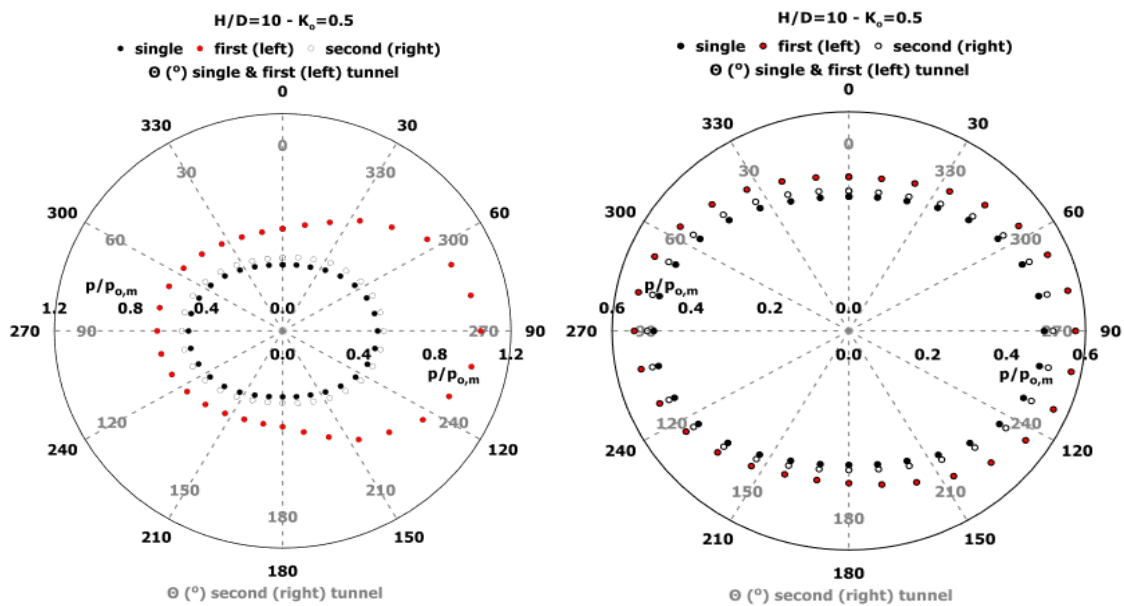 H/D=10 - Ko=0.5
single first (left) second (right)
Θ (º) single & first (left) tunnel
0
330 30
0
30 330
300 60
60 300
p/po,m
1.2 0.8 0.4 0.0
270 90 270 90
0.0 0.4 0.8 1.2
p/po,m
120 240
240 120
150 210
180
210 150
180
Θ (º) second (right) tunnel
H/D=10 - Ko=0.5
single first (left) second (right)
Θ (º) single & first (left) tunnel
0
330 30
0
30 330
300 60
60 300
p/po,m
0.6 0.4 0.2 0.0
270 90 270 90
0.0 0.2 0.4 0.6
p/po,m
120 240
240 120
150 210
180
210 150
180
Θ (º) second (right) tunnel